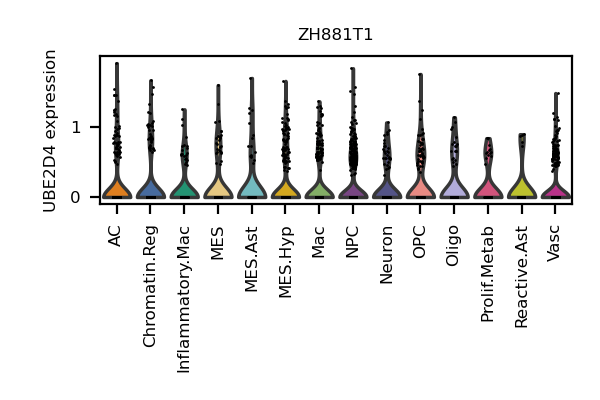 ZH881T1
UBE2D4 expression
1
0
AC
Chromatin.Reg
Inflammatory.Mac
MES
MES.Ast
MES.Hyp
Mac
NPC
Neuron
OPC
Oligo
Prolif.Metab
Reactive.Ast
Vasc